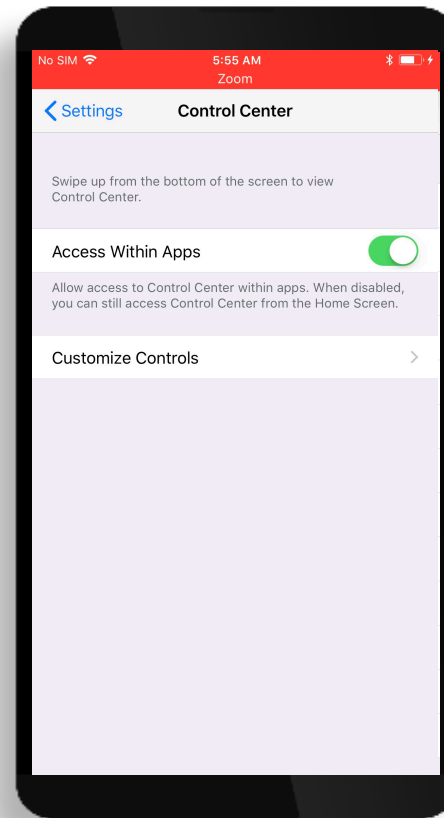 No SIM 5:55 AM
Zoom
Settings Control Center
Swipe up from the bottom of the screen to view
Control Center.
Access Within Apps
Allow access to Control Center within apps. When disabled,
you can still access Control Center from the Home Screen.
Customize Controls